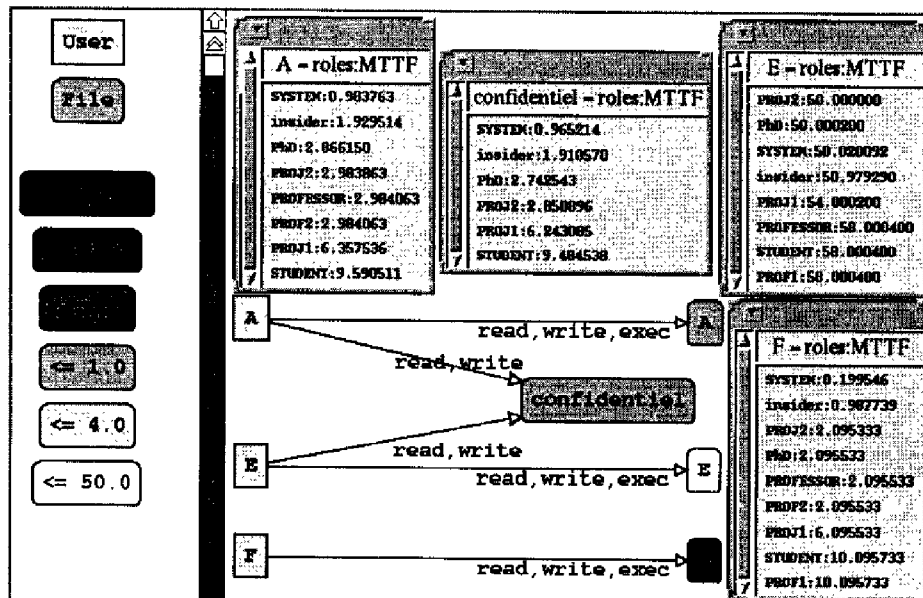 User
File
<= 1.0
<= 4.0
<= 50.0
A - roles:MTTF
SYSTEM:0.983763
insider:1.929514
PhD:2.866150
PROJ2:2.983863
PROFESSOR:2.984063
PROF2:2.984063
PROJ1:6.357536
STUDENT:9.590511
confidentiel - roles:MTTF
SYSTEM:0.965214
insider:1.910570
PhD:2.742543
PROJ2:2.850896
PROJ1:6.243085
STUDENT:9.484538
E - roles:MTTF
PROJ2:50.000000
PhD:50.000200
SYSTEM:50.020092
insider:50.979290
PROJ1:54.000200
PROFESSOR:58.000400
STUDENT:58.000400
PROF1:58.000400
A
read,write,exec
A
read,write
confidentiel
E
read,write
read,write,exec
E
F
read,write,exec
F - roles:MTTF
SYSTEM:0.199546
insider:0.987739
PROJ2:2.095333
PhD:2.095533
PROFESSOR:2.095533
PROF2:2.095533
PROJ1:6.095533
STUDENT:10.095733
PROF1:10.095733